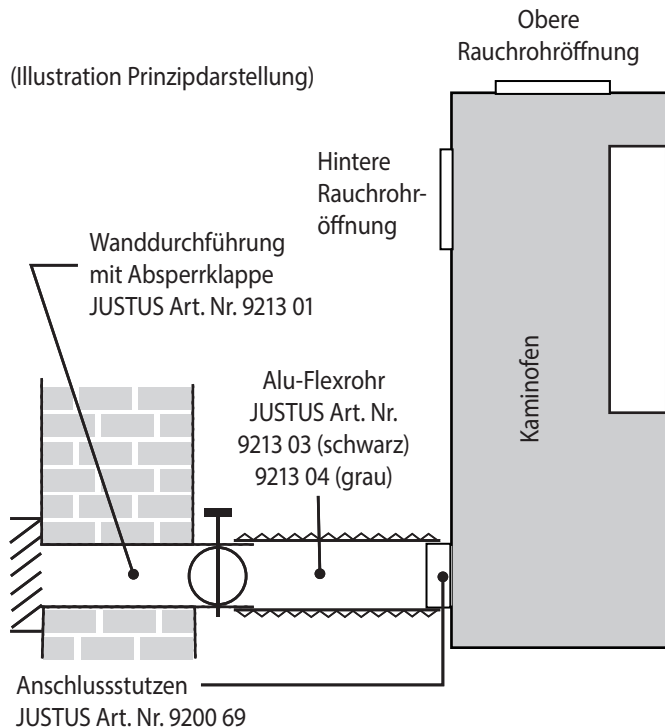 Obere
Rauchrohröffnung
(Illustration Prinzipdarstellung)
Hintere
Rauchrohr-
öffnung
Wanddurchführung
mit Absperrklappe
JUSTUS Art. Nr. 9213 01
Kaminofen
Alu-Flexrohr
JUSTUS Art. Nr.
9213 03 (schwarz)
9213 04 (grau)
Anschlussstutzen
JUSTUS Art. Nr. 9200 69